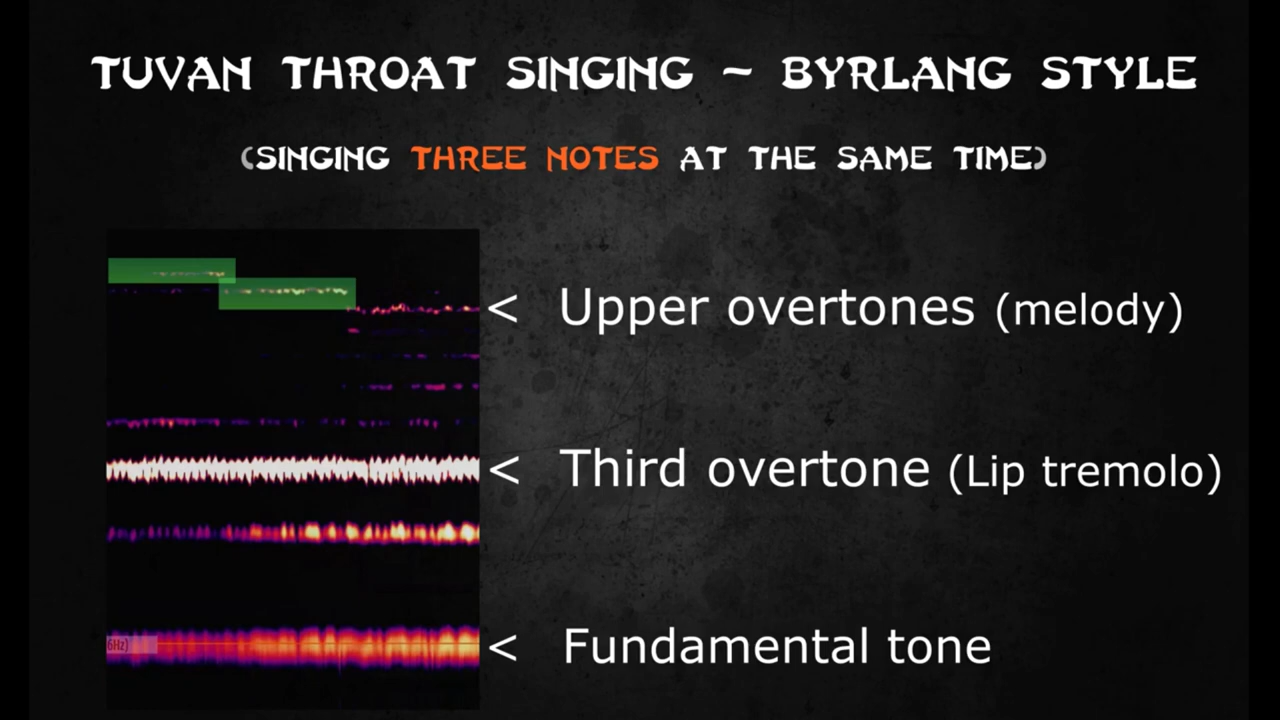 TUVAN THROAT SINGING ~ BYRLANG STYLE
(SINGING THREE NOTES AT THE SAME TIME)
< Upper overtones (melody)
< Third overtone (Lip tremolo)
6Hz)
< Fundamental tone